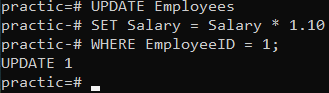 practic=# UPDATE Employees
practic-# SET Salary = Salary * 1.10
practic-# WHERE EmployeeID = 1;
UPDATE 1
practic=#